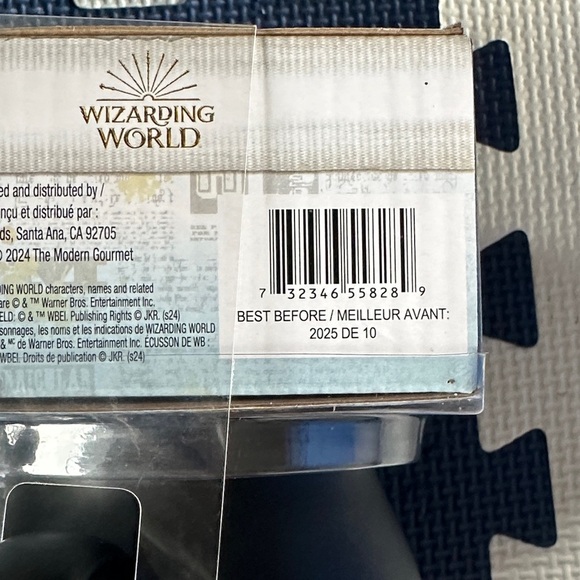 WIZARDING
WORLD
ed and distributed by /
nçu et distribué par :
ds, Santa Ana, CA 92705
© 2024 The Modern Gourmet
DING WORLD characters, names and related
are © & ™ Warner Bros. Entertainment Inc.
ELD: © & ™ WBEI. Publishing Rights © JKR. (s24)
sonnages, les noms et les indications de WIZARDING WORLD
& MC de Warner Bros. Entertainment Inc. ÉCUSSON DE WB :
WBEI. Droits de publication © JKR. (s24)
7 32346 55828 9
BEST BEFORE / MEILLEUR AVANT:
2025 DE 10